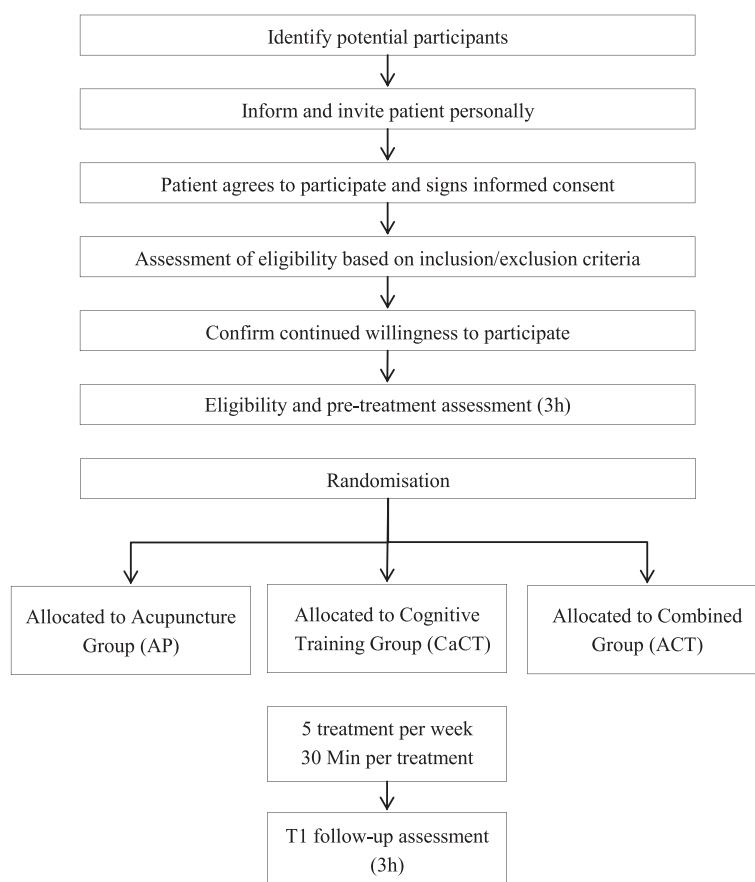 Identify potential participants
Inform and invite patient personally
Patient agrees to participate and signs informed consent
Assessment of eligibility based on inclusion/exclusion criteria
Confirm continued willingness to participate
Eligibility and pre-treatment assessment (3h)
Randomisation
Allocated to Acupuncture
Group (AP)
Allocated to Cognitive
Training Group (CaCT)
Allocated to Combined
Group (ACT)
5 treatment per week
30 Min per treatment
T1 follow-up assessment
(3h)